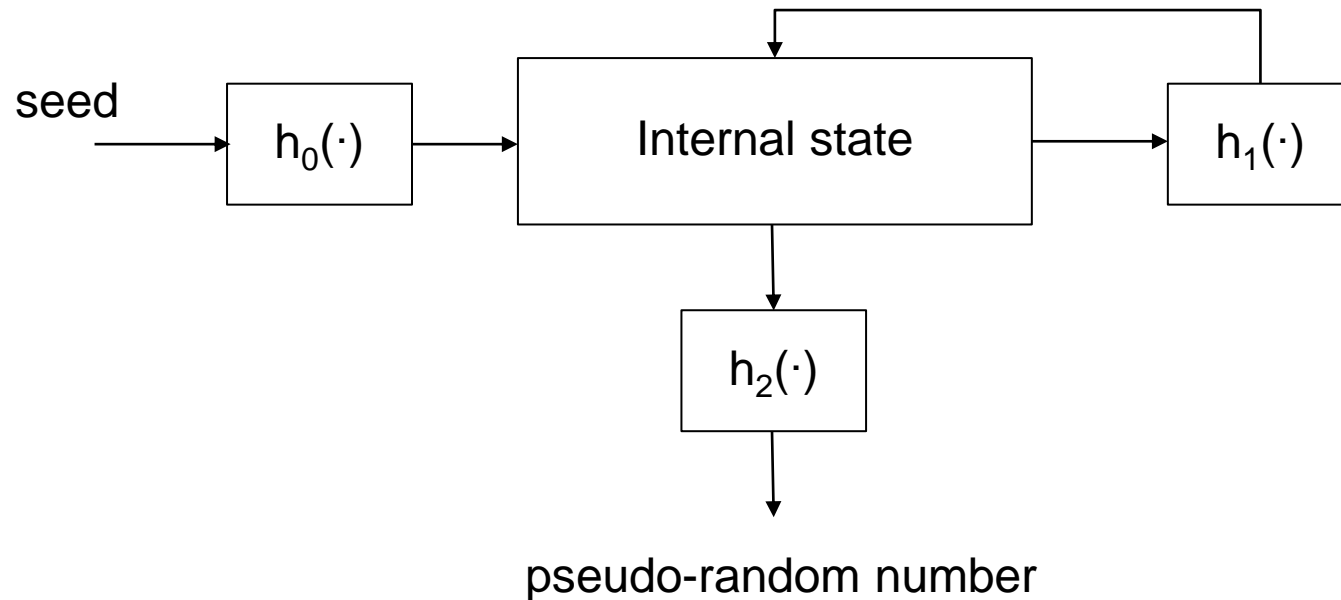 seed
h₀(·)
Internal state
h₁(·)
h₂(·)
pseudo-random number